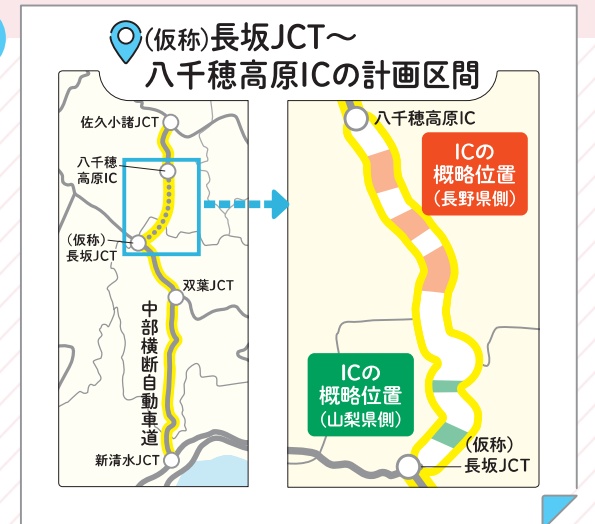 (仮称)長坂JCT～
八千穂高原ICの計画区間
佐久小諸JCT
八千穂
高原IC
(仮称)
長坂JCT
双葉JCT
中部横断自動車道
新清水JCT
八千穂高原IC
ICの
概略位置
(長野県側)
ICの
概略位置
(山梨県側)
(仮称)
長坂JCT